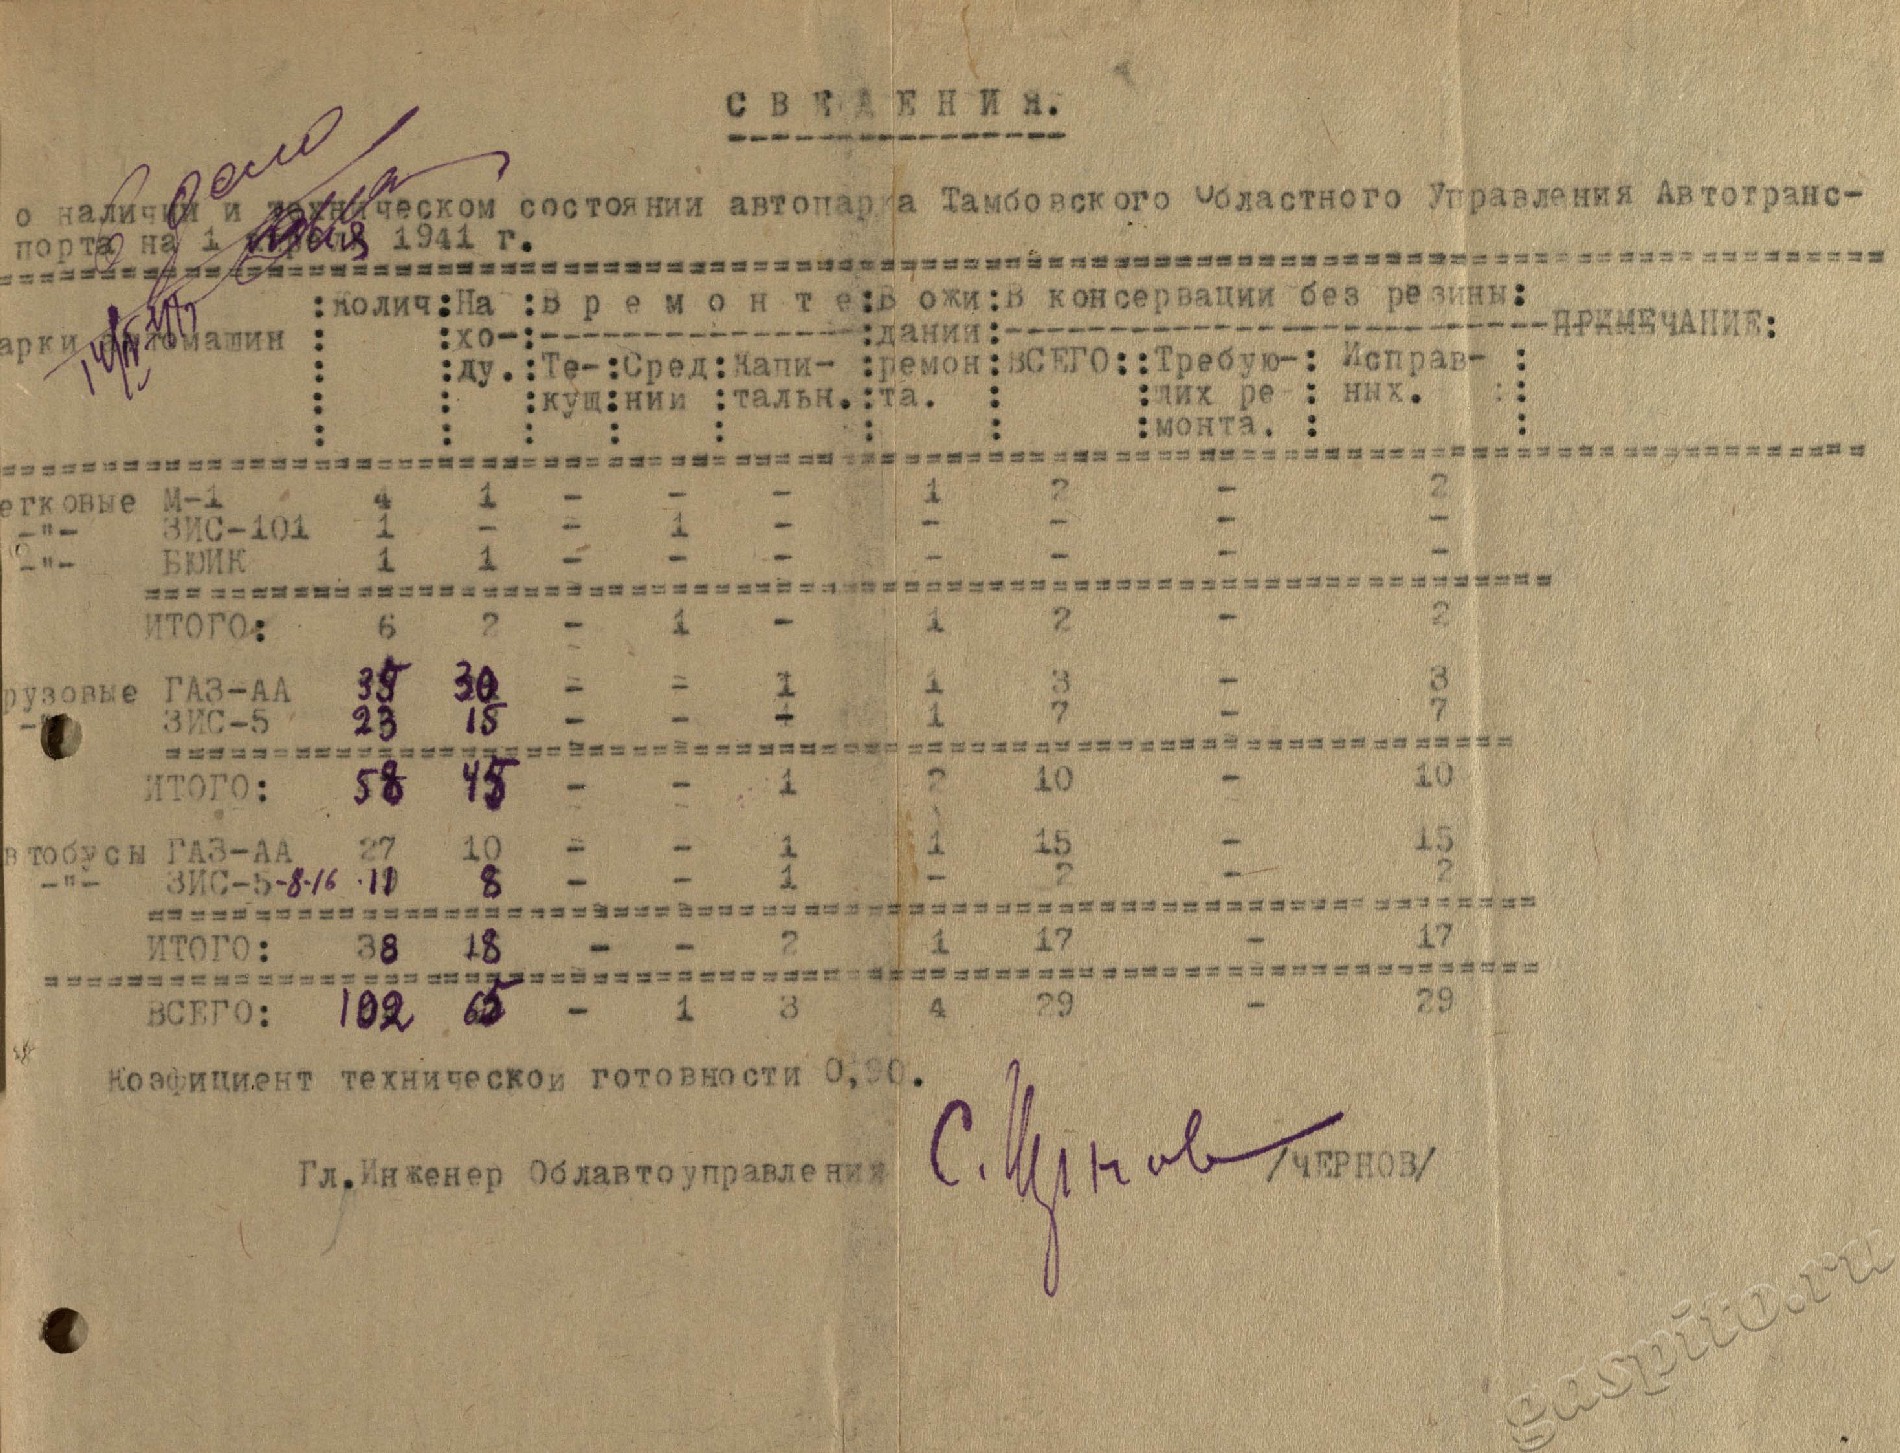 СВЕДЕНИЯ.
о наличии и техническом состоянии автопарка Тамбовского Областного Управления Автотранс-
порта на 1 1941 г.
арки автомашин :Колич:На :В ремонте:В ожи:В консервации без резины: ПРИМЕЧАНИЕ:
:хо-: :дании:
:ду.:Те-:Сред:Капи-:ремон:ВСЕГО::Требую-: Исправ- :
:кущ:нии :тальн.:та. : :щих ре-: ных. ::
:монта. :
егковые М-1 4 1 - - - 1 2 - 2
-"- ЗИС-101 1 - - 1 - - - - -
-"- БЮИК 1 1 - - - - - - -
ИТОГО: 6 2 - 1 - 1 2 - 2
рузовые ГАЗ-АА 35 30 - - 1 1 3 - 3
-"- ЗИС-5 23 15 - - - 1 7 - 7
ИТОГО: 58 45 - - 1 2 10 - 10
втобусы ГАЗ-АА 27 10 - - 1 1 15 - 15
-"- ЗИС-5-8-16 11 8 - - 1 - 2 - 2
ИТОГО: 38 18 - - 2 1 17 - 17
ВСЕГО: 102 65 - 1 3 4 29 - 29
Коэфициент технической готовности 0,90.
Гл.Инженер Облавтоуправления С. Чернов /ЧЕРНОВ/
gaspito.ru